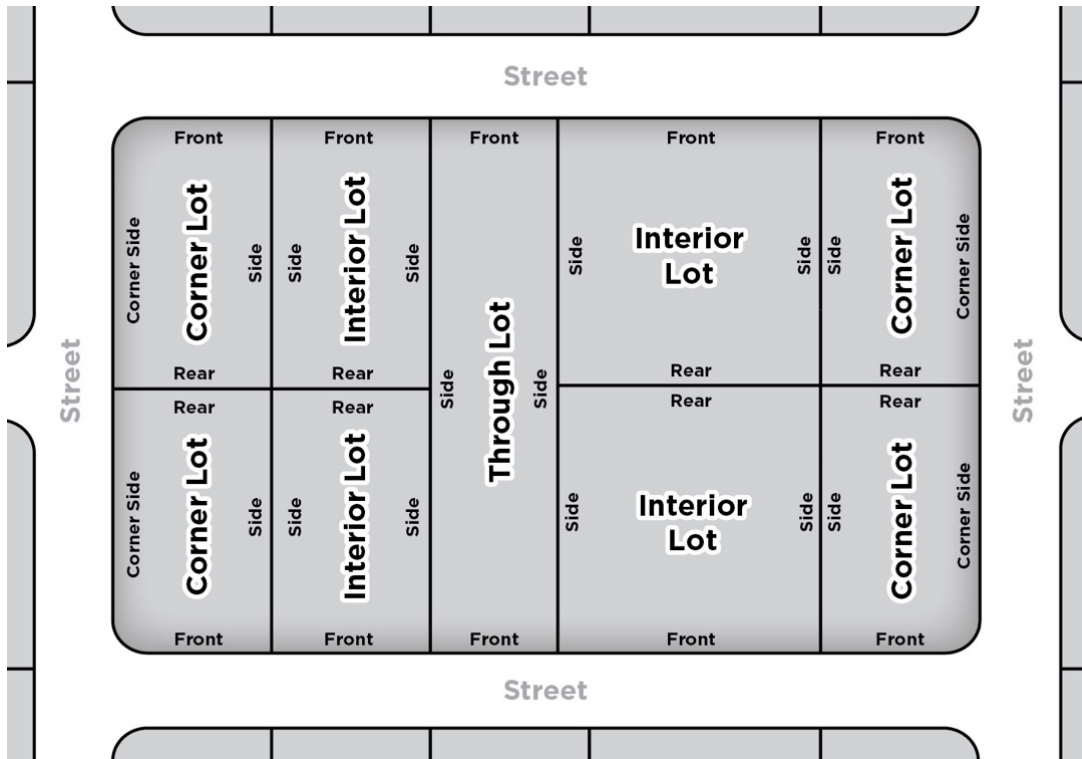 Street
Front
Front
Front
Front
Front
Corner Side
Corner Lot
Side
Side
Interior Lot
Side
Side
Interior
Lot
Side
Side
Corner Lot
Corner Side
Rear
Rear
Rear
Rear
Street
Side
Through Lot
Side
Street
Rear
Rear
Rear
Rear
Corner Side
Corner Lot
Side
Side
Interior Lot
Side
Side
Interior
Lot
Side
Side
Corner Lot
Corner Side
Front
Front
Front
Front
Front
Street